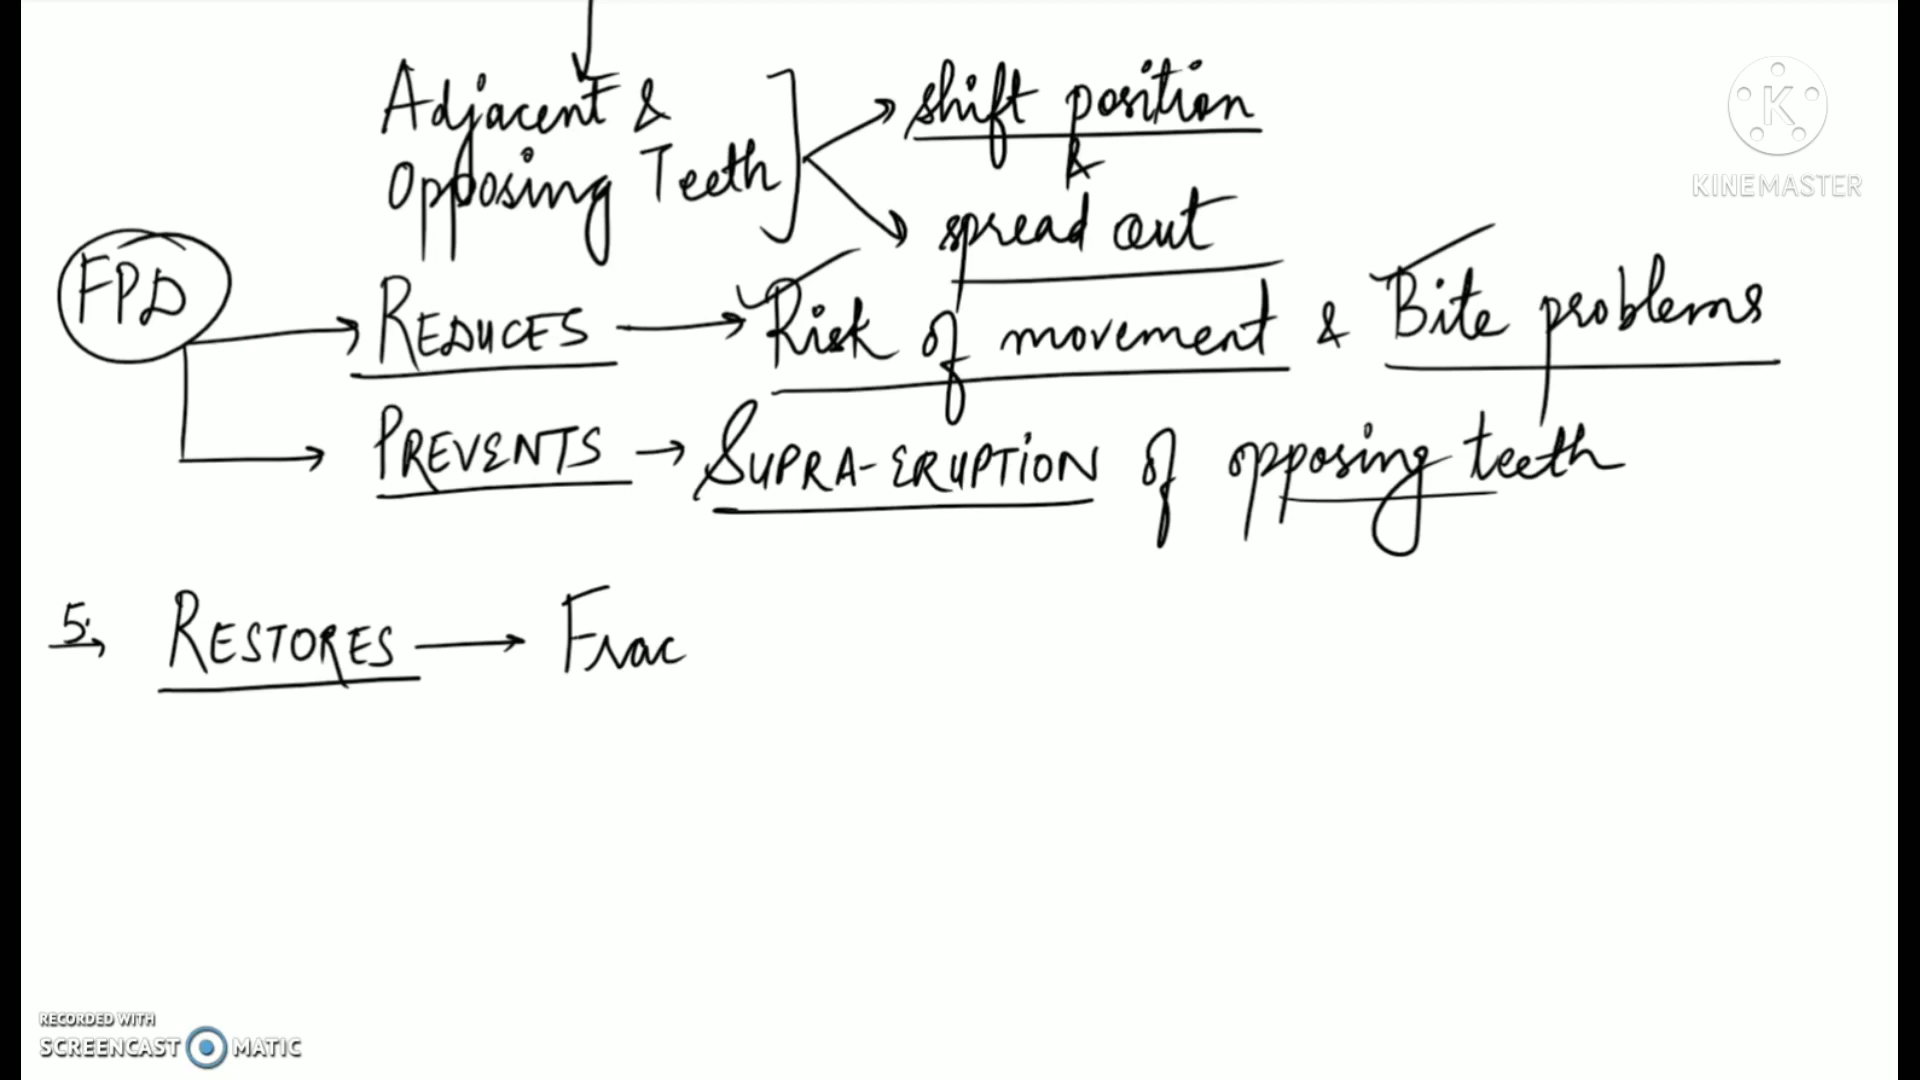 Adjacent & → shift position
Opposing Teeth &
→ spread out
FPD
→ REDUCES → Risk of movement & Bite problems
→ PREVENTS → SUPRA-ERUPTION of opposing teeth
5. RESTORES → Frac
KINEMASTER
RECORDED WITH
SCREENCAST MATIC